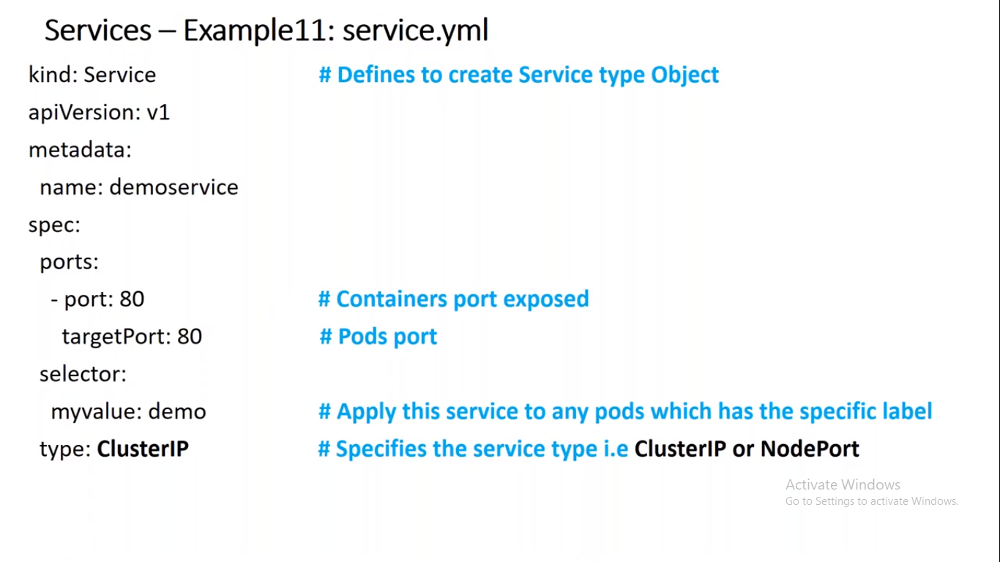 Services – Example11: service.yml
kind: Service # Defines to create Service type Object
apiVersion: v1
metadata:
name: demoservice
spec:
ports:
- port: 80 # Containers port exposed
targetPort: 80 # Pods port
selector:
myvalue: demo # Apply this service to any pods which has the specific label
type: ClusterIP # Specifies the service type i.e ClusterIP or NodePort
Activate Windows
Go to Settings to activate Windows.